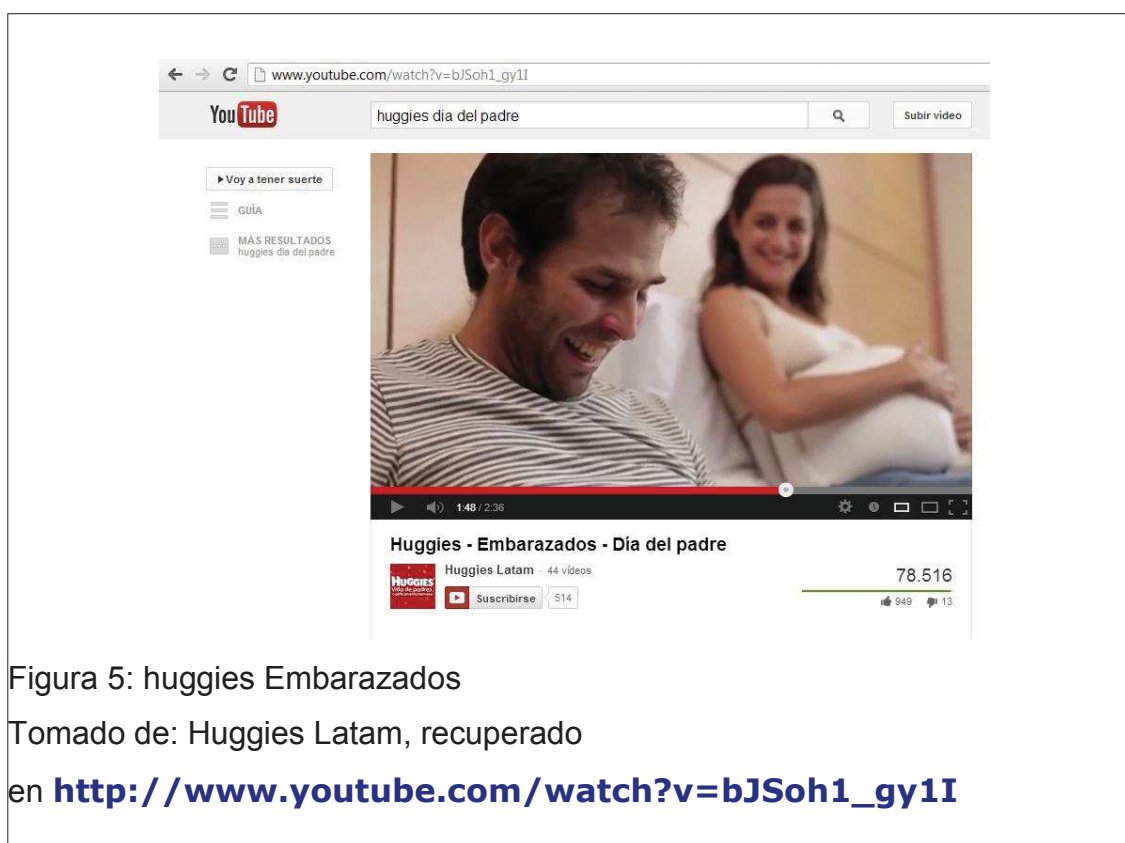 www.youtube.com/watch?v=bJSoh1_gy1I
YouTube
huggies dia del padre
Subir vídeo
Voy a tener suerte
GUÍA
MÁS RESULTADOS
huggies dia del padre
1:48 / 2:36
Huggies - Embarazados - Día del padre
HUGGIES
Huggies Latam · 44 vídeos
Suscribirse 514
78.516
949 13
Figura 5: huggies Embarazados
Tomado de: Huggies Latam, recuperado
en http://www.youtube.com/watch?v=bJSoh1_gy1I